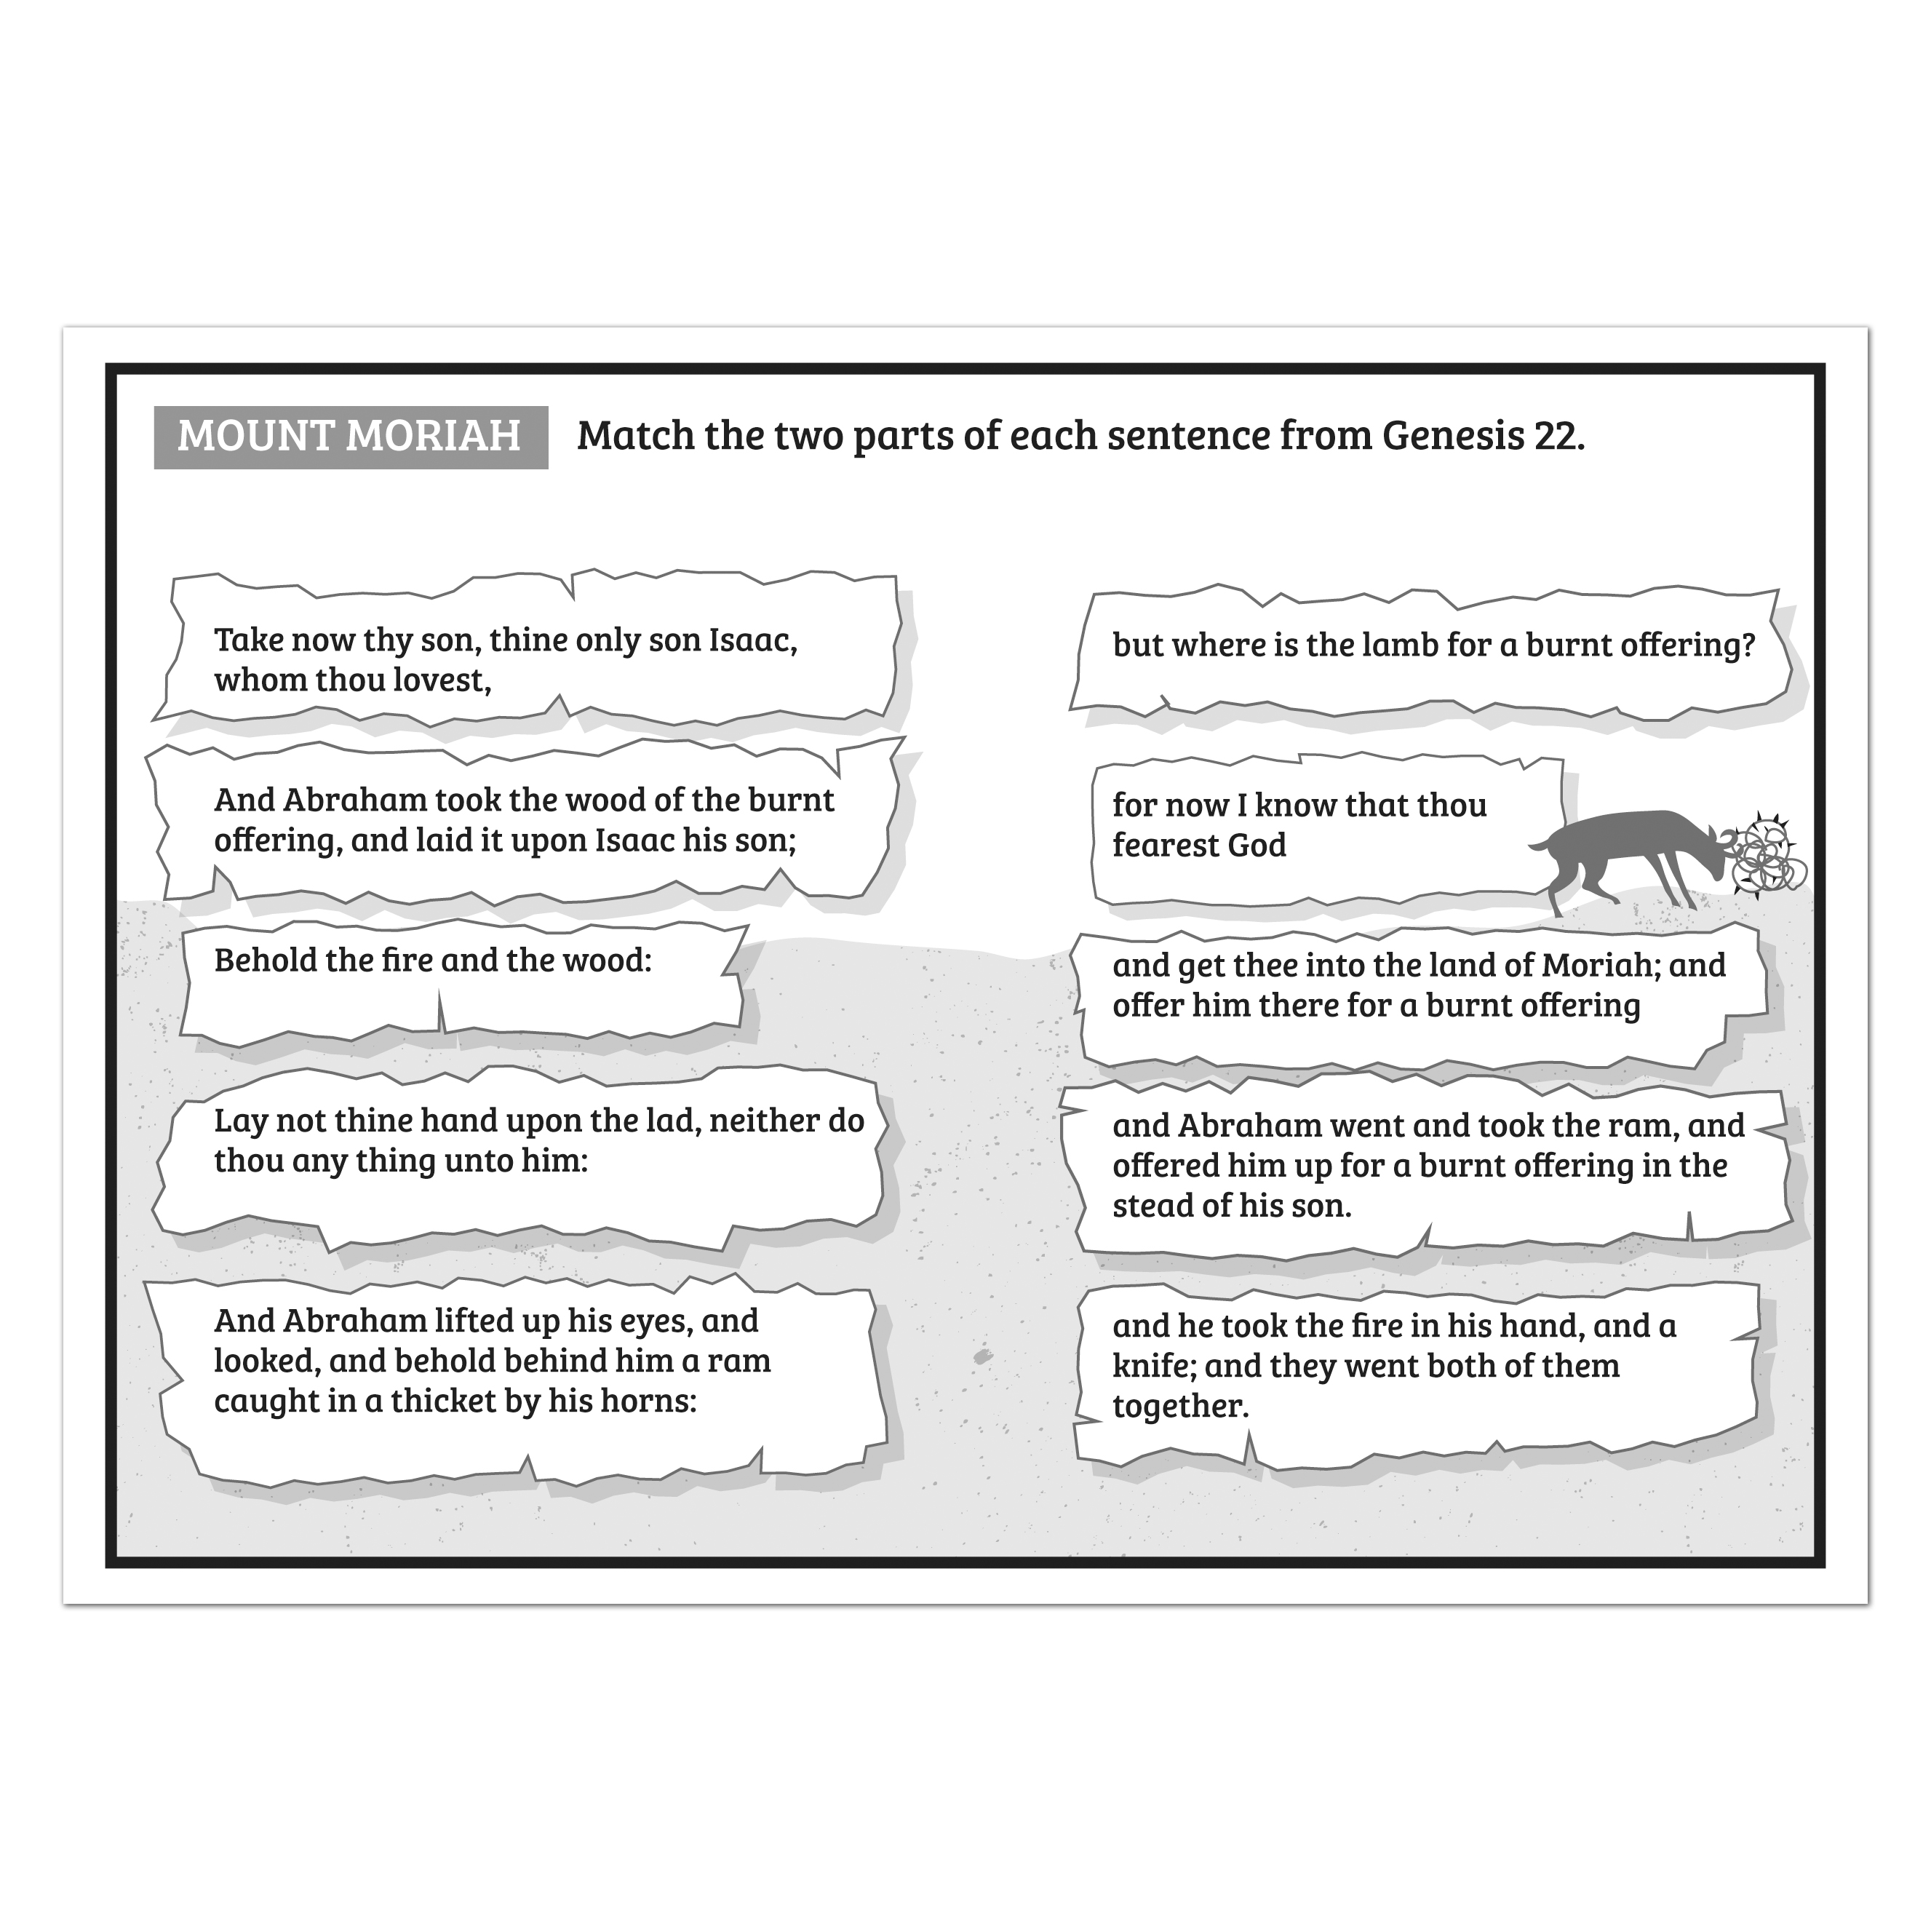 MOUNT MORIAH
Match the two parts of each sentence from Genesis 22.
Take now thy son, thine only son Isaac,
whom thou lovest,
And Abraham took the wood of the burnt
offering, and laid it upon Isaac his son;
Behold the fire and the wood:
Lay not thine hand upon the lad, neither do
thou any thing unto him:
And Abraham lifted up his eyes, and
looked, and behold behind him a ram
caught in a thicket by his horns:
but where is the lamb for a burnt offering?
for now I know that thou
fearest God
and get thee into the land of Moriah; and
offer him there for a burnt offering
and Abraham went and took the ram, and
offered him up for a burnt offering in the
stead of his son.
and he took the fire in his hand, and a
knife; and they went both of them
together.